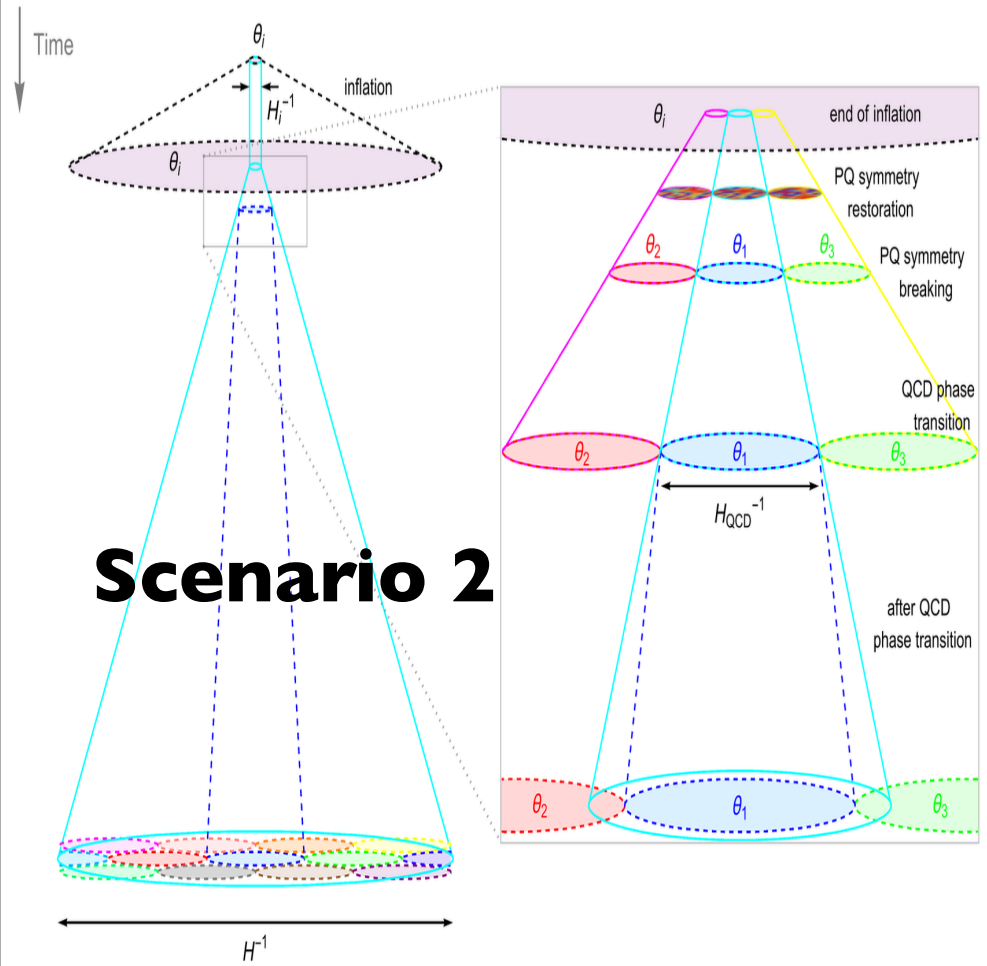 Time
θi
Hi⁻¹
inflation
θi
Scenario 2
H⁻¹
θi
end of inflation
PQ symmetry
restoration
θ2
θ1
θ3
PQ symmetry
breaking
QCD phase
transition
θ2
θ1
θ3
HQCD⁻¹
after QCD
phase transition
θ2
θ1
θ3